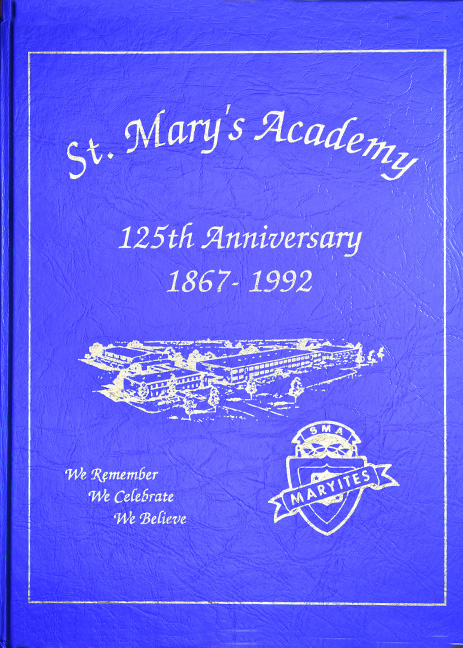 St. Mary's Academy
125th Anniversary
1867- 1992
We Remember
We Celebrate
We Believe
SMA
MARYITES